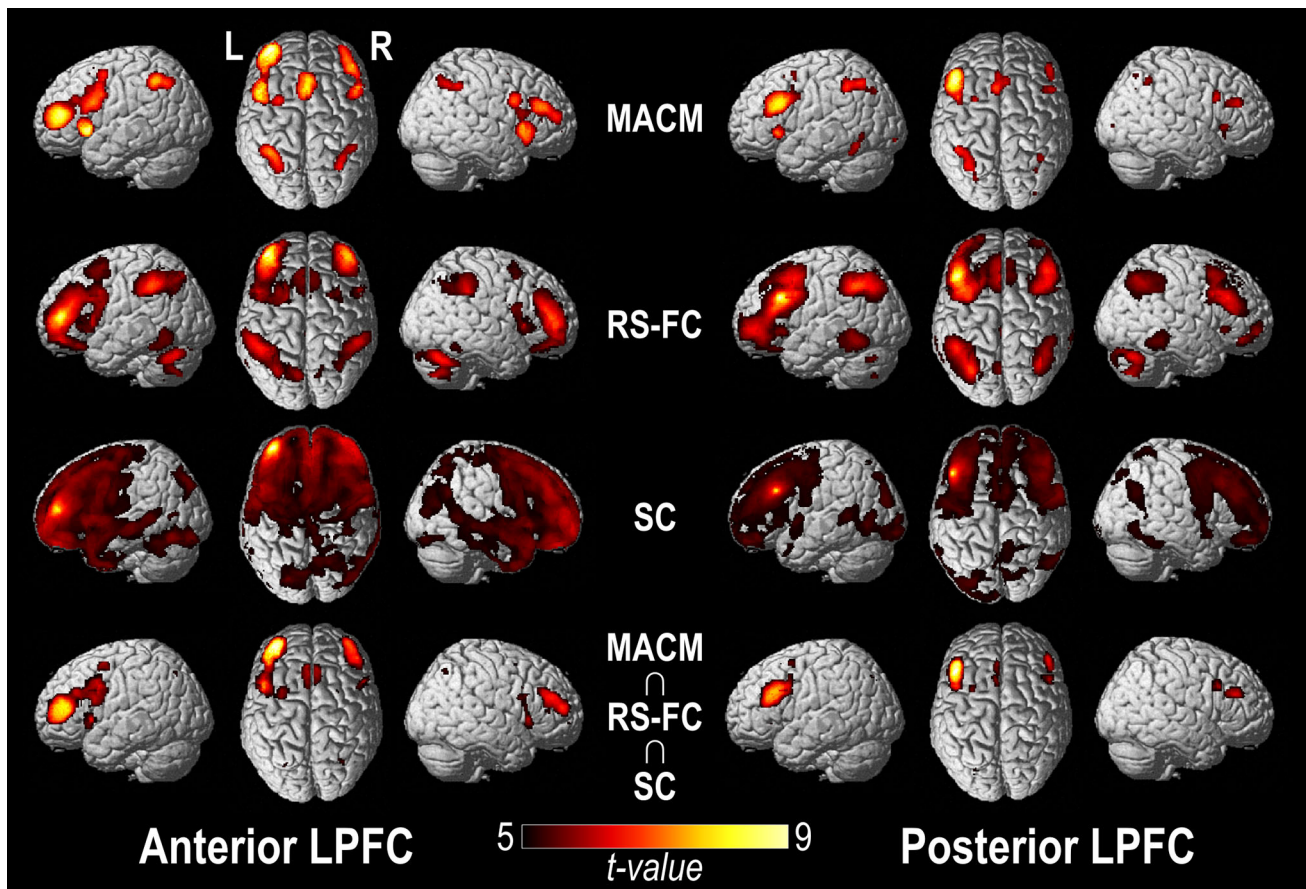 L R
MACM
RS-FC
SC
MACM
∩
RS-FC
∩
SC
5 9
t-value
Anterior LPFC
Posterior LPFC